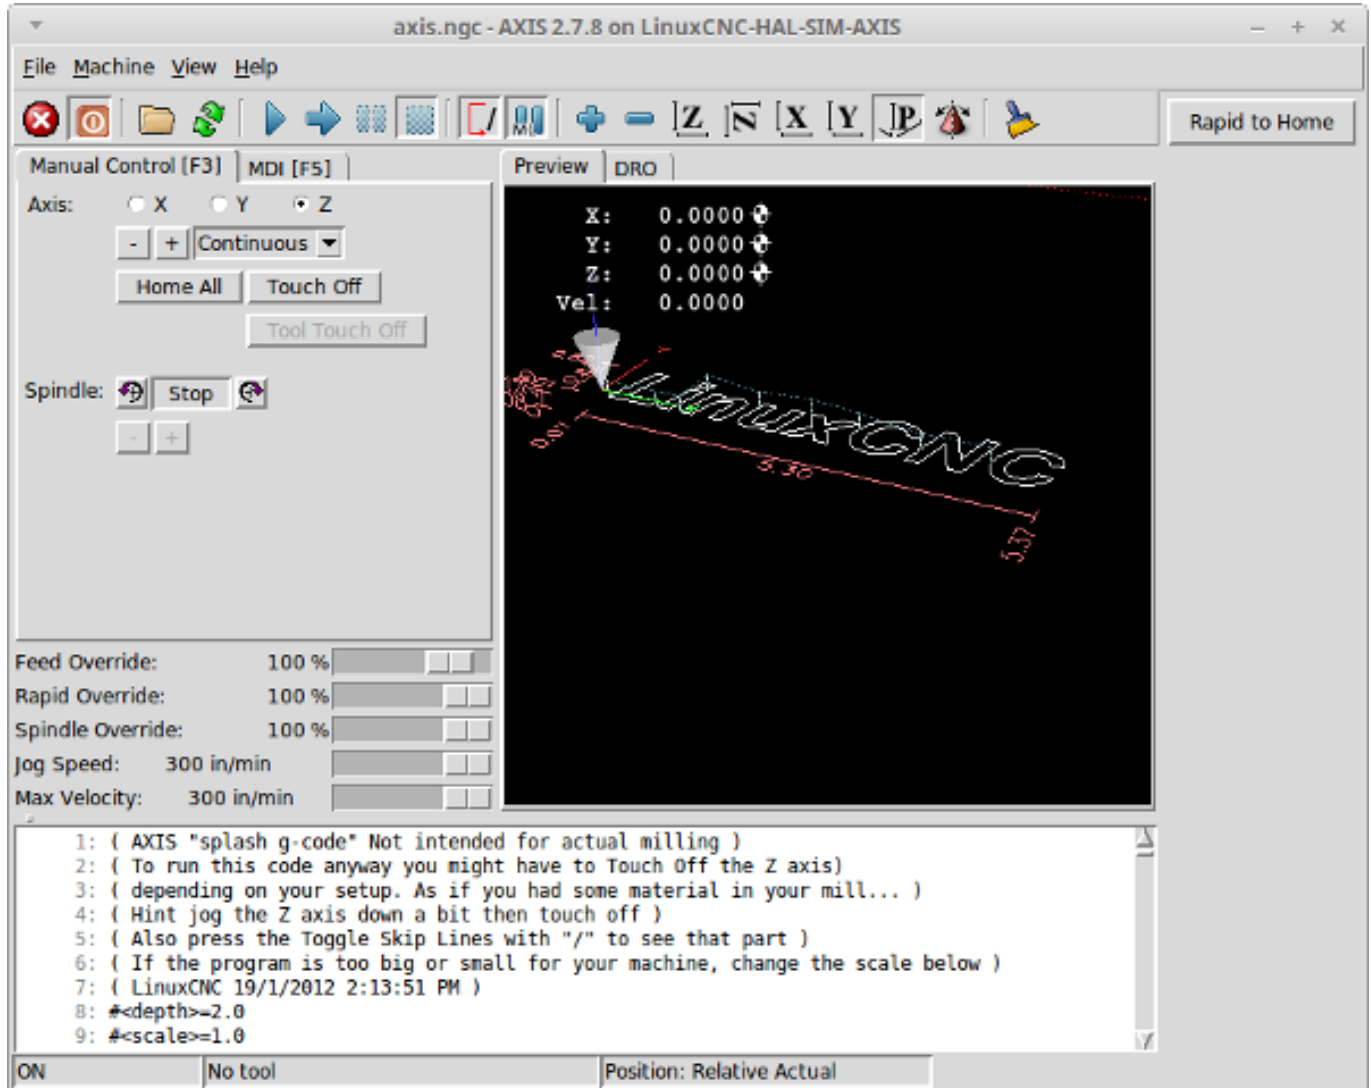 axis.ngc - AXIS 2.7.8 on LinuxCNC-HAL-SIM-AXIS
File Machine View Help
Z N X Y P
Rapid to Home
Manual Control [F3] MDI [F5]
Preview DRO
Axis: X Y Z
- + Continuous
Home All Touch Off
Tool Touch Off
Spindle: Stop
- +
X: 0.0000
Y: 0.0000
Z: 0.0000
Vel: 0.0000
LinuxCNC
5.30
5.37
Feed Override: 100 %
Rapid Override: 100 %
Spindle Override: 100 %
Jog Speed: 300 in/min
Max Velocity: 300 in/min
1: ( AXIS "splash g-code" Not intended for actual milling )
2: ( To run this code anyway you might have to Touch Off the Z axis)
3: ( depending on your setup. As if you had some material in your mill... )
4: ( Hint jog the Z axis down a bit then touch off )
5: ( Also press the Toggle Skip Lines with "/" to see that part )
6: ( If the program is too big or small for your machine, change the scale below )
7: ( LinuxCNC 19/1/2012 2:13:51 PM )
8: #<depth>=2.0
9: #<scale>=1.0
ON No tool Position: Relative Actual